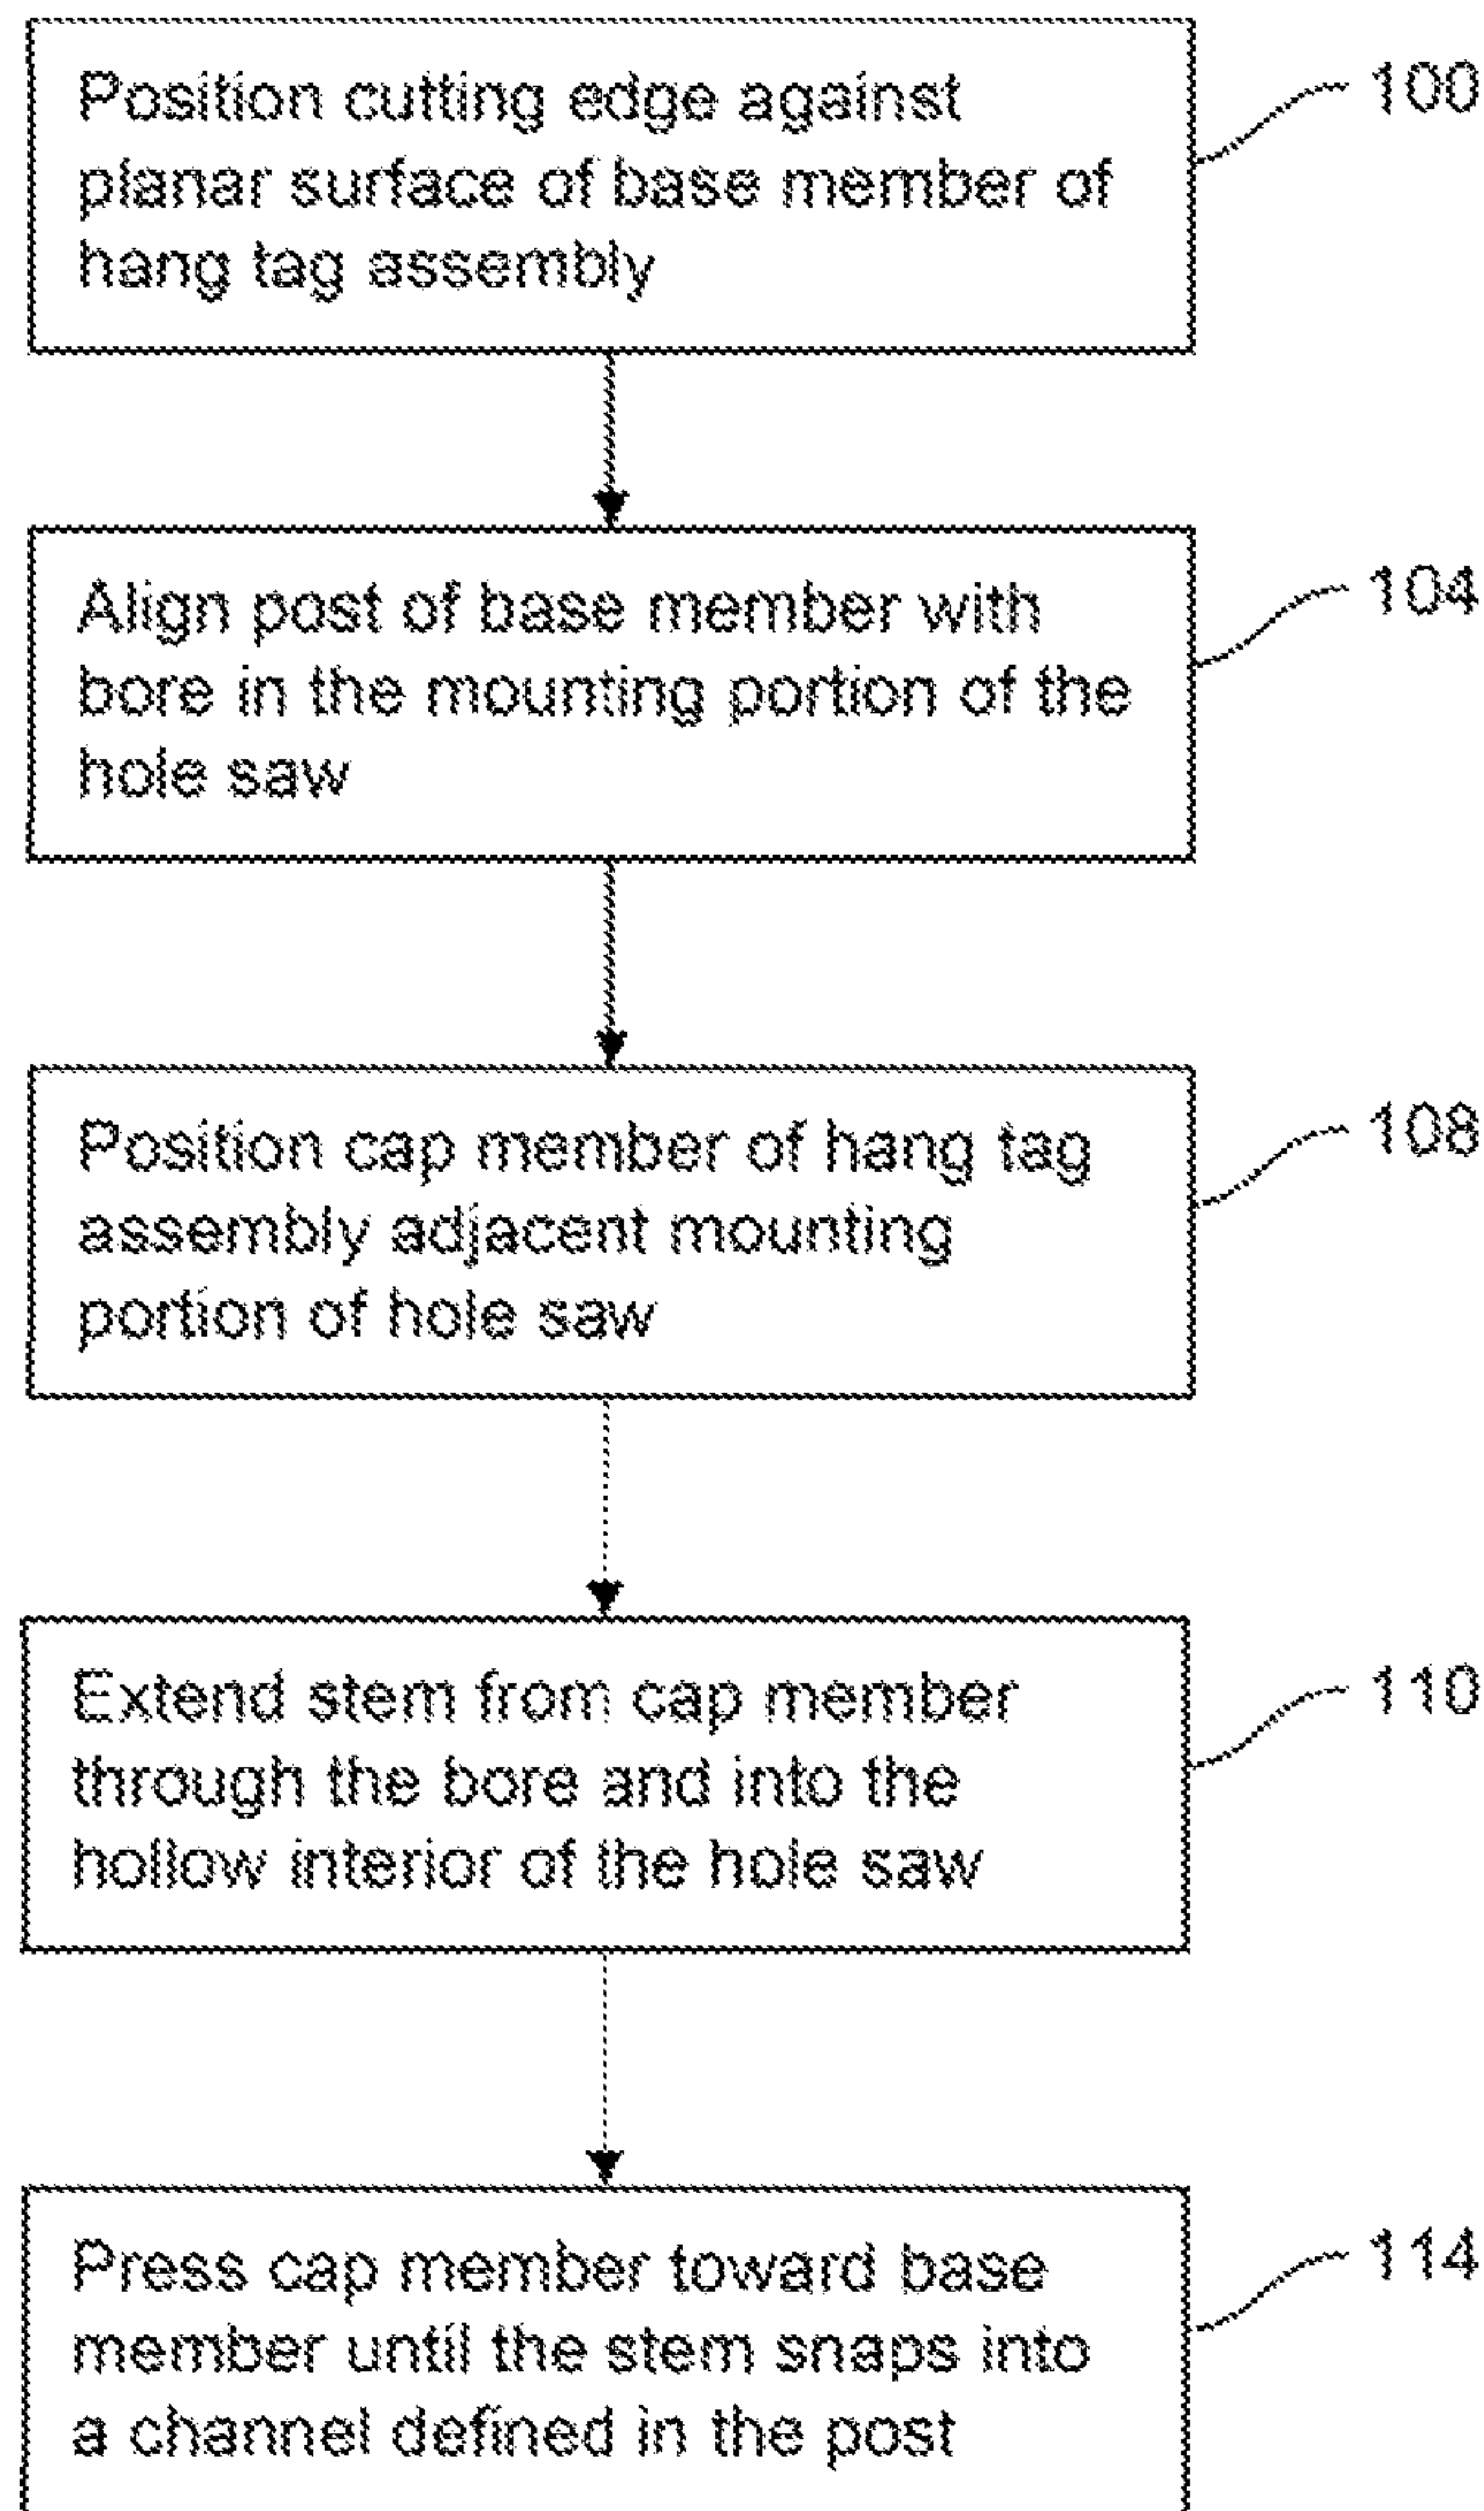 Position cutting edge against
planar surface of base member of
hang tag assembly
100
Align post of base member with
bore in the mounting portion of the
hole saw
104
Position cap member of hang tag
assembly adjacent mounting
portion of hole saw
108
Extend stem from cap member
through the bore and into the
hollow interior of the hole saw
110
Press cap member toward base
member until the stem snaps into
a channel defined in the post
114